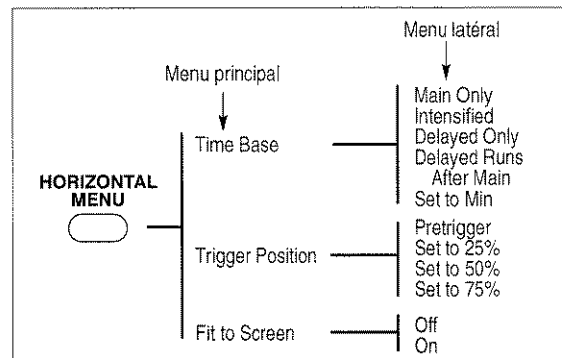 Menu latéral
Menu principal
Main Only
Intensified
Delayed Only
Delayed Runs
After Main
Set to Min
Time Base
HORIZONTAL
MENU
Pretrigger
Set to 25%
Set to 50%
Set to 75%
Trigger Position
Off
On
Fit to Screen